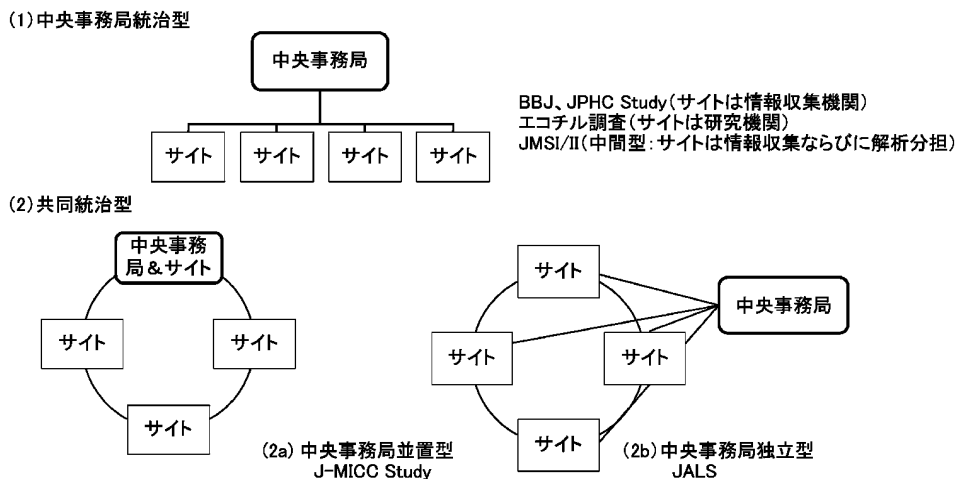 (1)中央事務局統治型
中央事務局
サイト
サイト
サイト
サイト
BBJ、JPHC Study(サイトは情報収集機関)
エコチル調査(サイトは研究機関)
JMSI/II(中間型:サイトは情報収集ならびに解析分担)
(2)共同統治型
中央事務
局&サイト
サイト
サイト
サイト
(2a)中央事務局並置型
J-MICC Study
サイト
サイト
サイト
サイト
中央事務局
(2b)中央事務局独立型
JALS